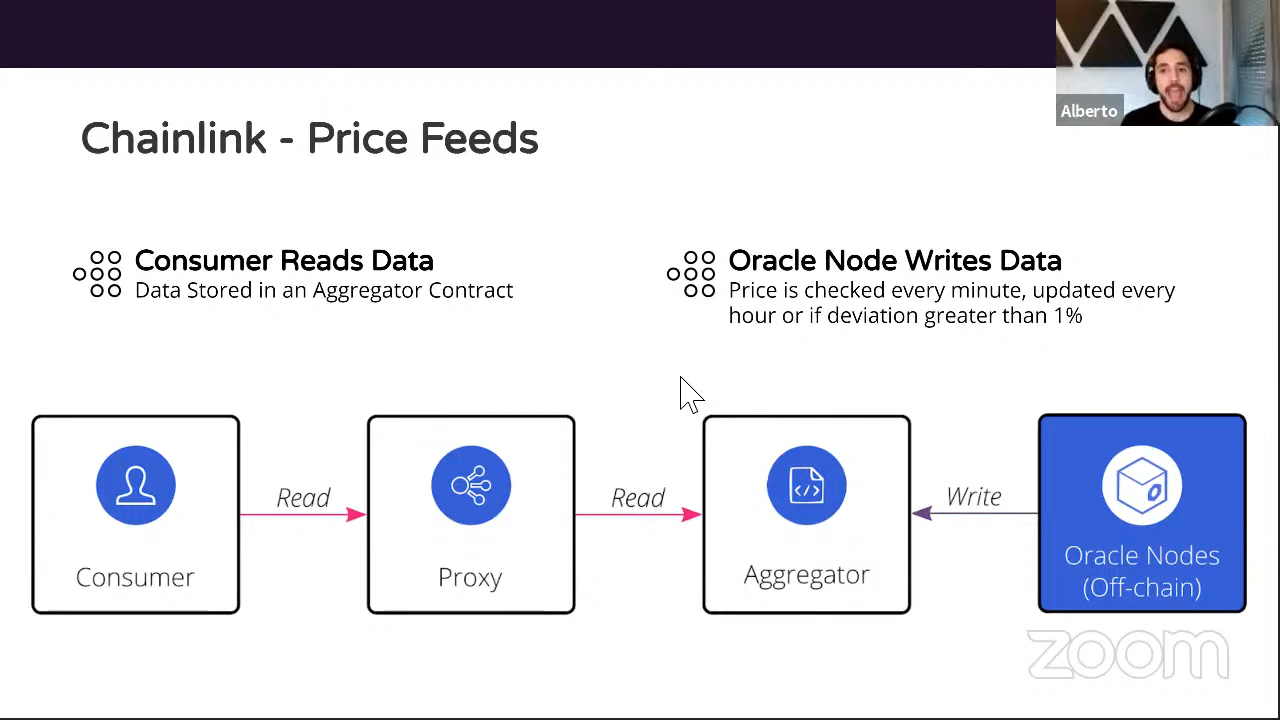 Alberto
Chainlink - Price Feeds
Consumer Reads Data
Data Stored in an Aggregator Contract
Oracle Node Writes Data
Price is checked every minute, updated every
hour or if deviation greater than 1%
Consumer
Read
Proxy
Read
Aggregator
Write
Oracle Nodes
(Off-chain)
zoom